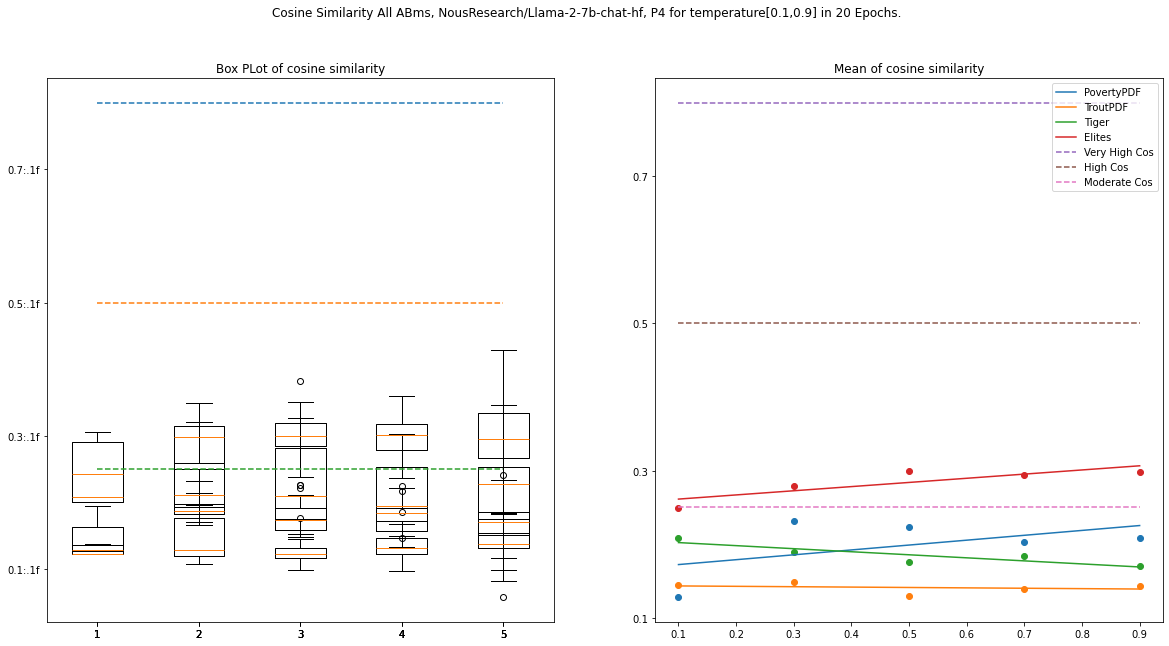 Cosine Similarity All ABms, NousResearch/Llama-2-7b-chat-hf, P4 for temperature[0.1,0.9] in 20 Epochs.
Box PLot of cosine similarity
0.7:.1f
0.5:.1f
0.3:.1f
0.1:.1f
1 2 3 4 5
Mean of cosine similarity
PovertyPDF
TroutPDF
Tiger
Elites
Very High Cos
High Cos
Moderate Cos
0.7
0.5
0.3
0.1
0.1 0.2 0.3 0.4 0.5 0.6 0.7 0.8 0.9